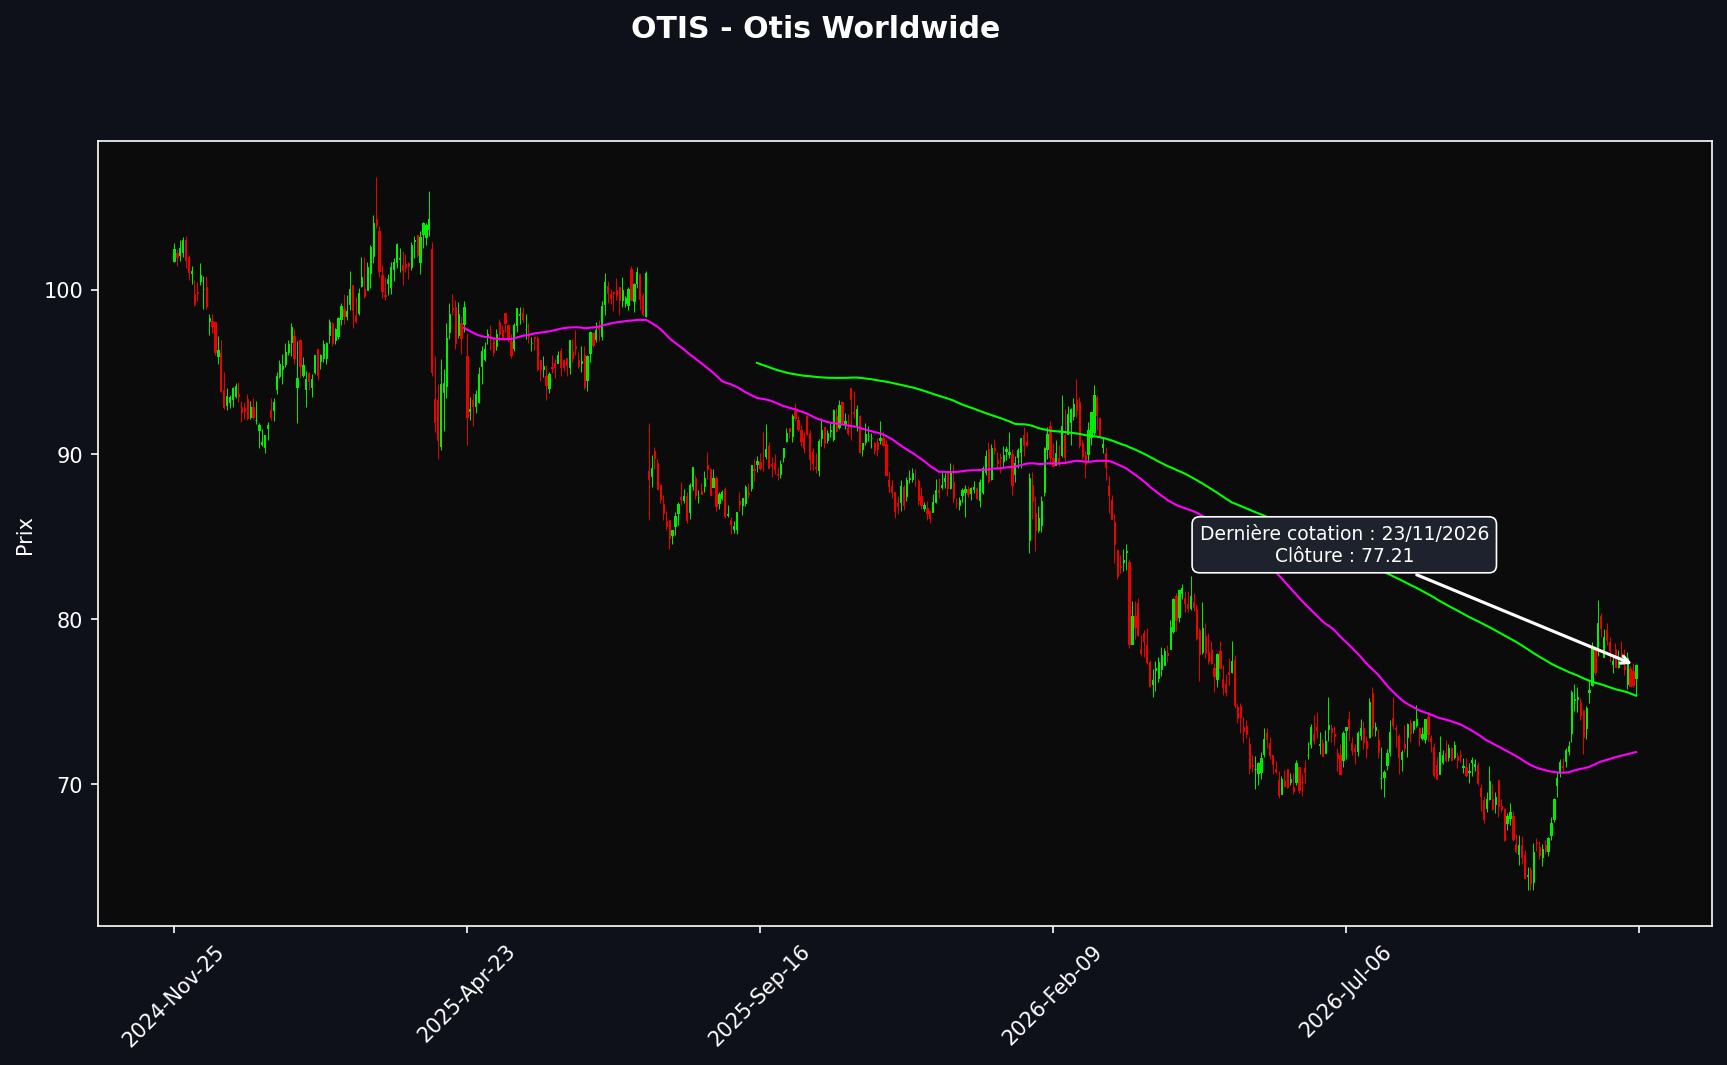 OTIS - Otis Worldwide
Prix
100
90
80
70
Dernière cotation : 23/11/2026
Clôture : 77.21
2024-Nov-25
2025-Apr-23
2025-Sep-16
2026-Feb-09
2026-Jul-06